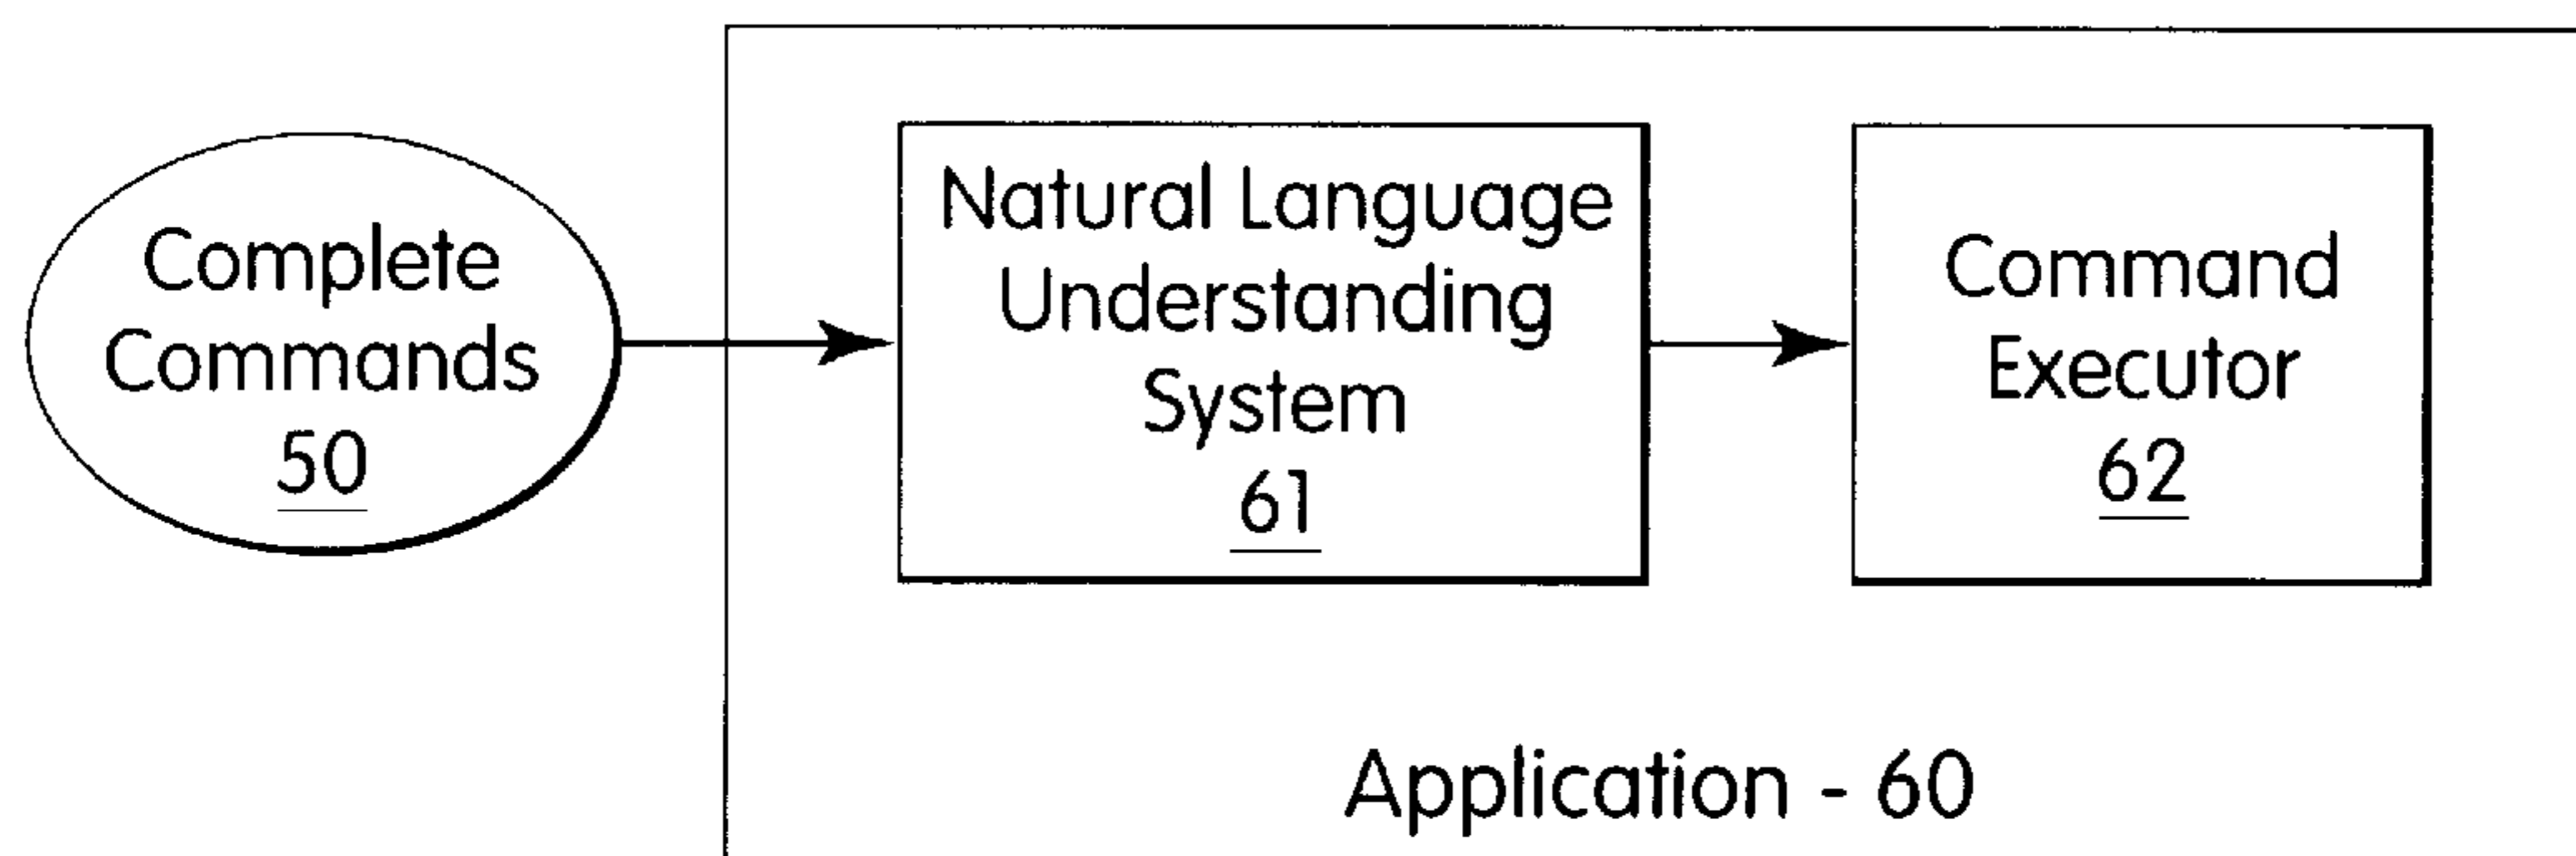 Complete
Commands
50
Natural Language
Understanding
System
61
Command
Executor
62
Application - 60